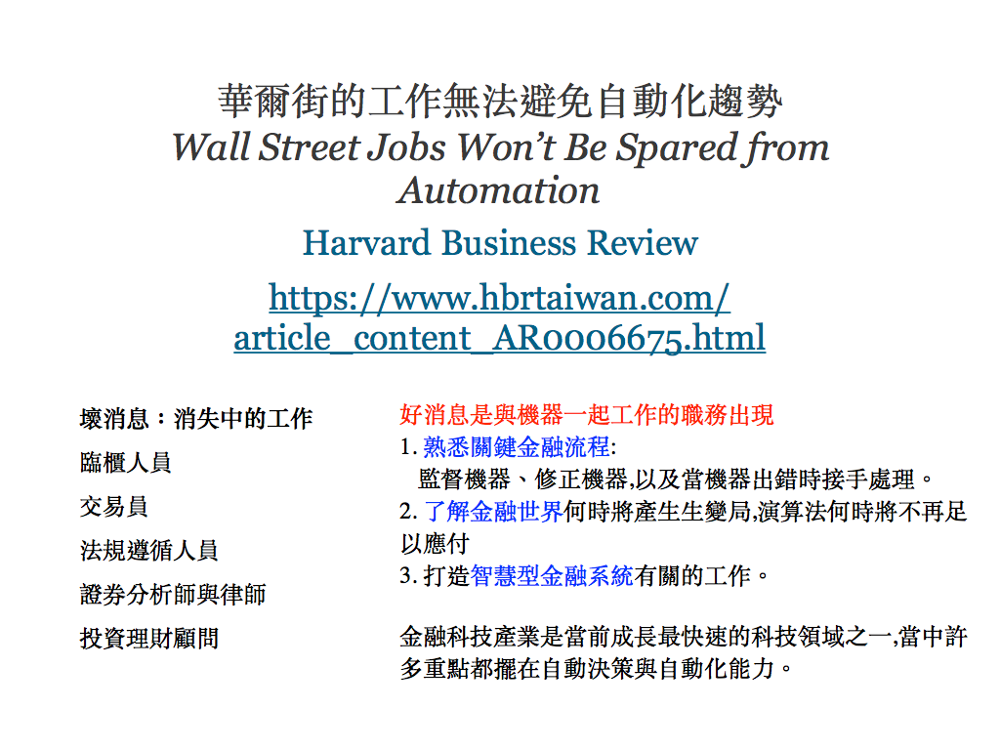 華爾街的工作無法避免自動化趨勢
Wall Street Jobs Won’t Be Spared from
Automation
Harvard Business Review
https://www.hbrtaiwan.com/
article_content_AR0006675.html
壞消息：消失中的工作
臨櫃人員
交易員
法規遵循人員
證券分析師與律師
投資理財顧問
好消息是與機器一起工作的職務出現
1. 熟悉關鍵金融流程:
監督機器、修正機器,以及當機器出錯時接手處理。
2. 了解金融世界何時將產生生變局,演算法何時將不再足
以應付
3. 打造智慧型金融系統有關的工作。
金融科技產業是當前成長最快速的科技領域之一,當中許
多重點都擺在自動決策與自動化能力。